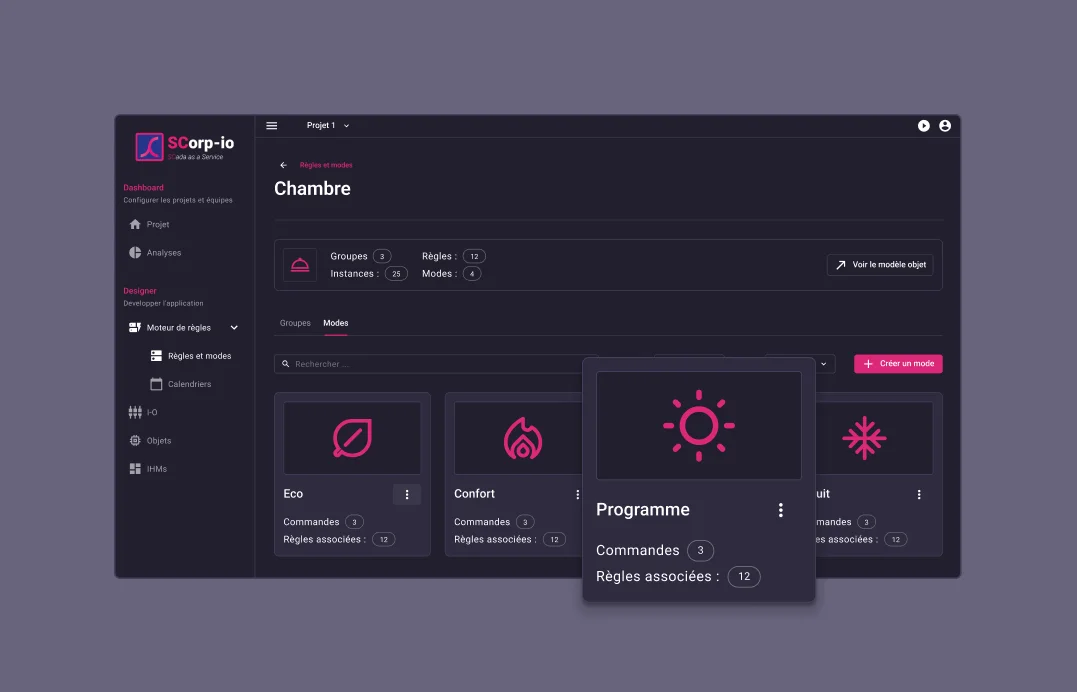 SCorp-io
SCada as a Service
Projet 1
Dashboard
Configurer les projets et équipes
Projet
Analyses
Designer
Developper l'application
Moteur de règles
Règles et modes
Calendriers
I-O
Objets
IHMs
Règles et modes
Chambre
Groupes 3 Règles : 12
Instances : 25 Modes : 4
Voir le modèle objet
Groupes Modes
Rechercher ...
Créer un mode
Eco
Commandes 3
Règles associées : 12
Confort
Commandes 3
Règles associées : 12
Programme
Commandes 3
Règles associées : 12
uit
mandes 3
es associées : 12